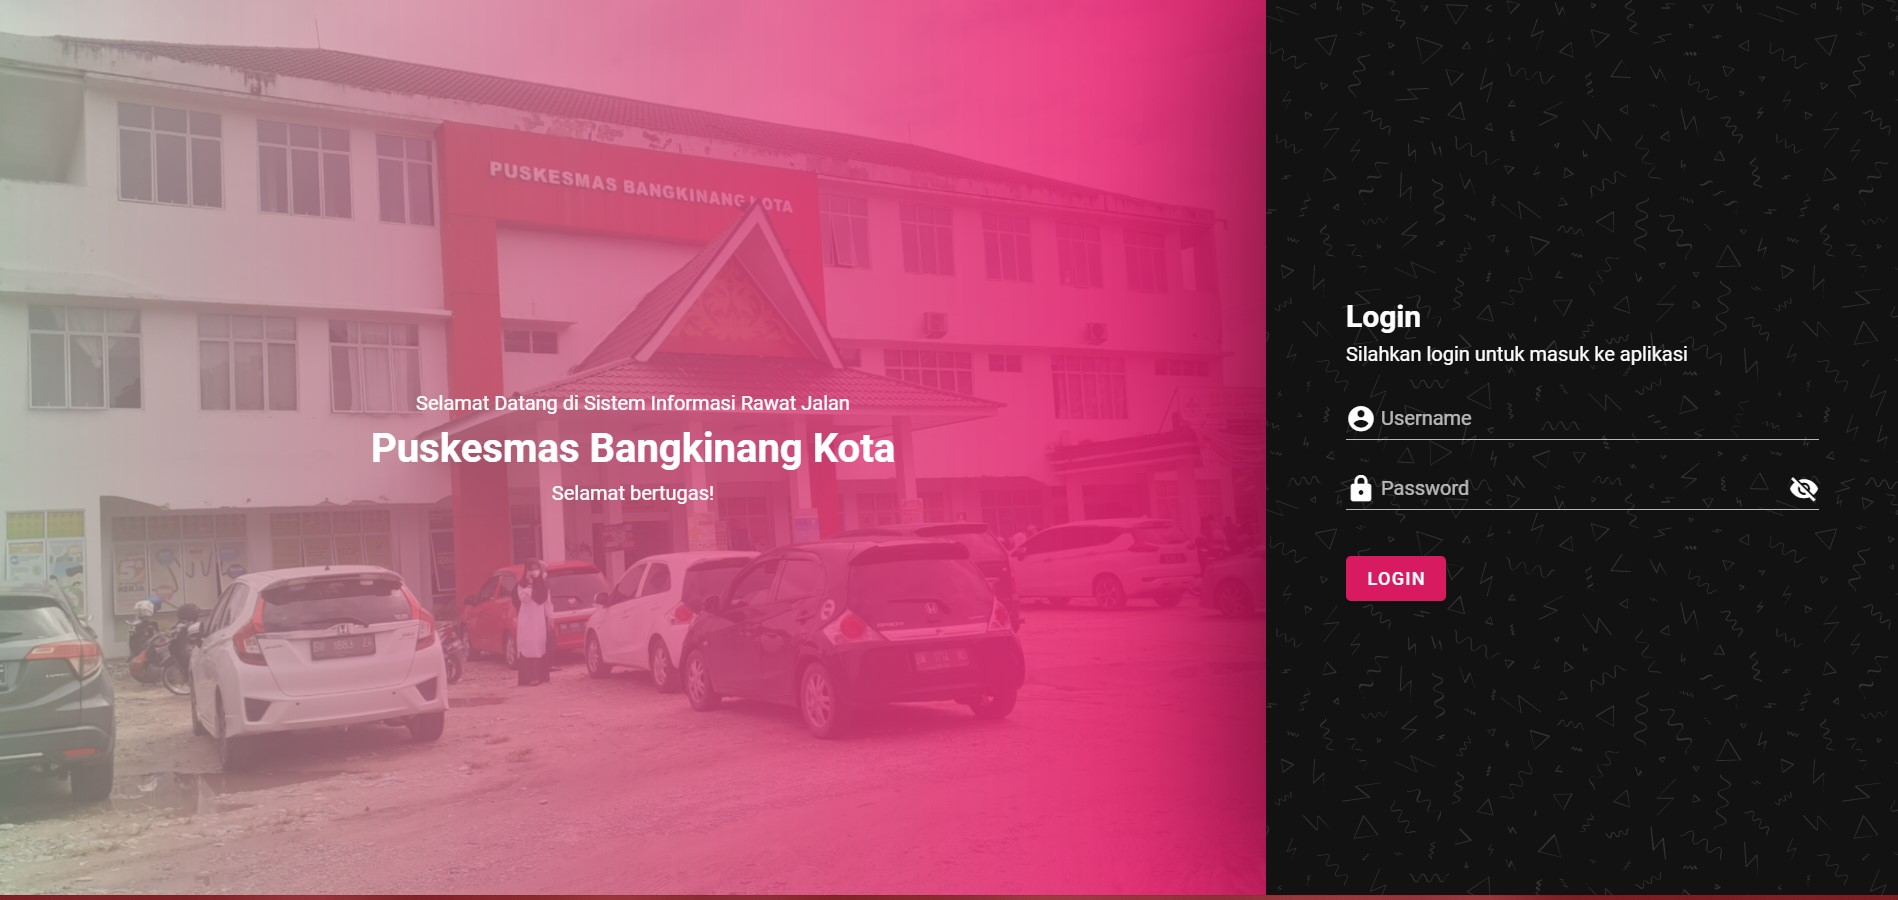 PUSKESMAS BANGKINANG KOTA
Selamat Datang di Sistem Informasi Rawat Jalan
Puskesmas Bangkinang Kota
Selamat bertugas!
Login
Silahkan login untuk masuk ke aplikasi
Username
Password
LOGIN